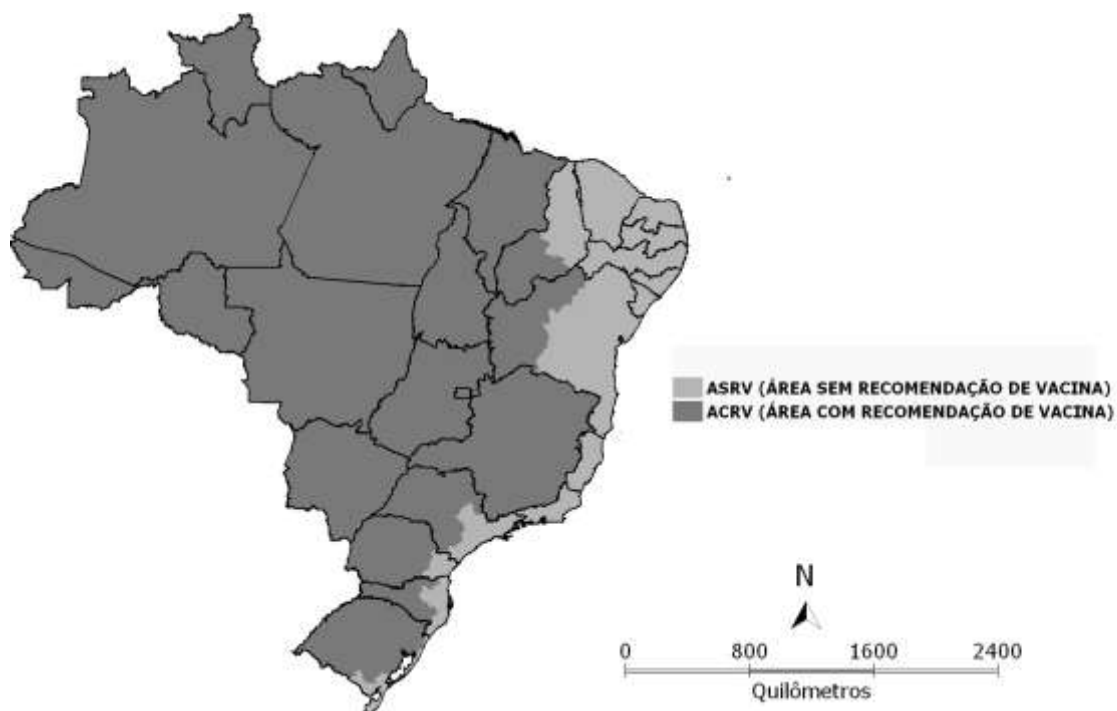 ASRV (ÁREA SEM RECOMENDAÇÃO DE VACINA)
ACRV (ÁREA COM RECOMENDAÇÃO DE VACINA)
N
0 800 1600 2400
Quilômetros